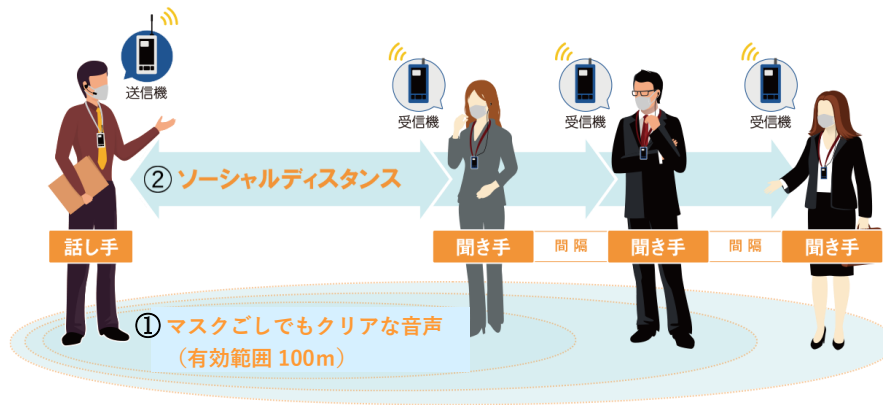 送信機
受信機
受信機
受信機
② ソーシャルディスタンス
話し手
聞き手
間隔
聞き手
間隔
聞き手
① マスクごしでもクリアな音声
（有効範囲 100m）